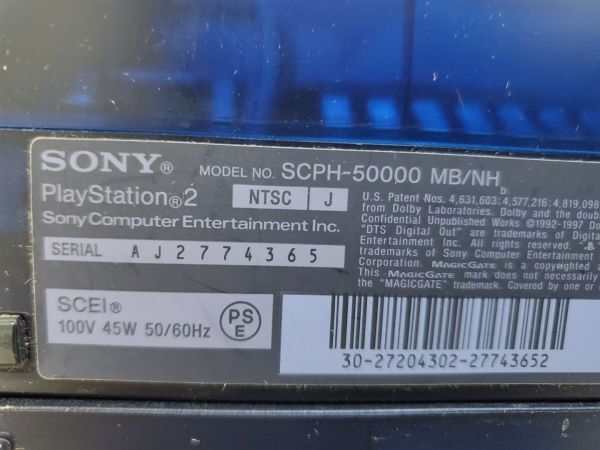 SONY® MODEL NO. SCPH-50000 MB/NH b
PlayStation®2 NTSC J
Sony Computer Entertainment Inc.
SERIAL AJ2774365
SCEI®
100V 45W 50/60Hz
PS
E
U.S. Patent Nos. 4,631,603; 4,577,216; 4,819,098
from Dolby Laboratories. Dolby and the double
Confidential Unpublished Works ©1992-1997 Do
"DTS Digital Out" are trademarks of Digital
Entertainment Inc. All rights reserved.
trademarks of Sony Computer Entertainment
Corporation. MAGICGATE is a copyrighted a
This MAGICGATE mark does not necessarily
the "MAGICGATE" trademark. Covered by one or
30-27204302-27743652